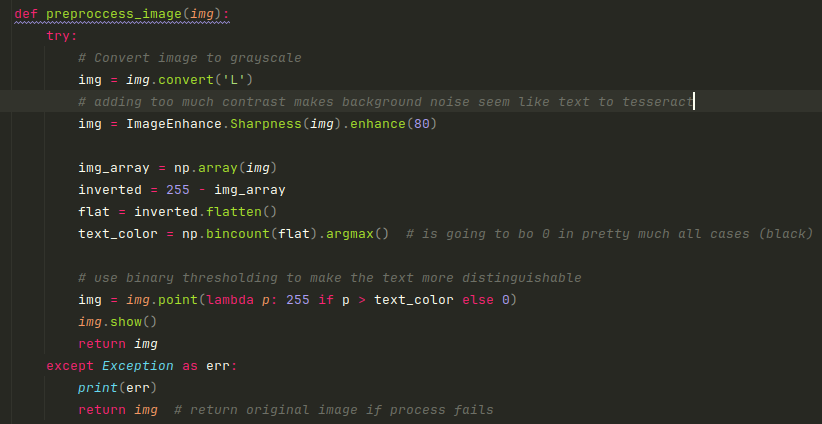 def preproccess_image(img):
    try:
        # Convert image to grayscale
        img = img.convert('L')
        # adding too much contrast makes background noise seem like text to tesseract
        img = ImageEnhance.Sharpness(img).enhance(80)

        img_array = np.array(img)
        inverted = 255 - img_array
        flat = inverted.flatten()
        text_color = np.bincount(flat).argmax()  # is going to bo 0 in pretty much all cases (black)

        # use binary thresholding to make the text more distinguishable
        img = img.point(lambda p: 255 if p > text_color else 0)
        img.show()
        return img
    except Exception as err:
        print(err)
        return img  # return original image if process fails